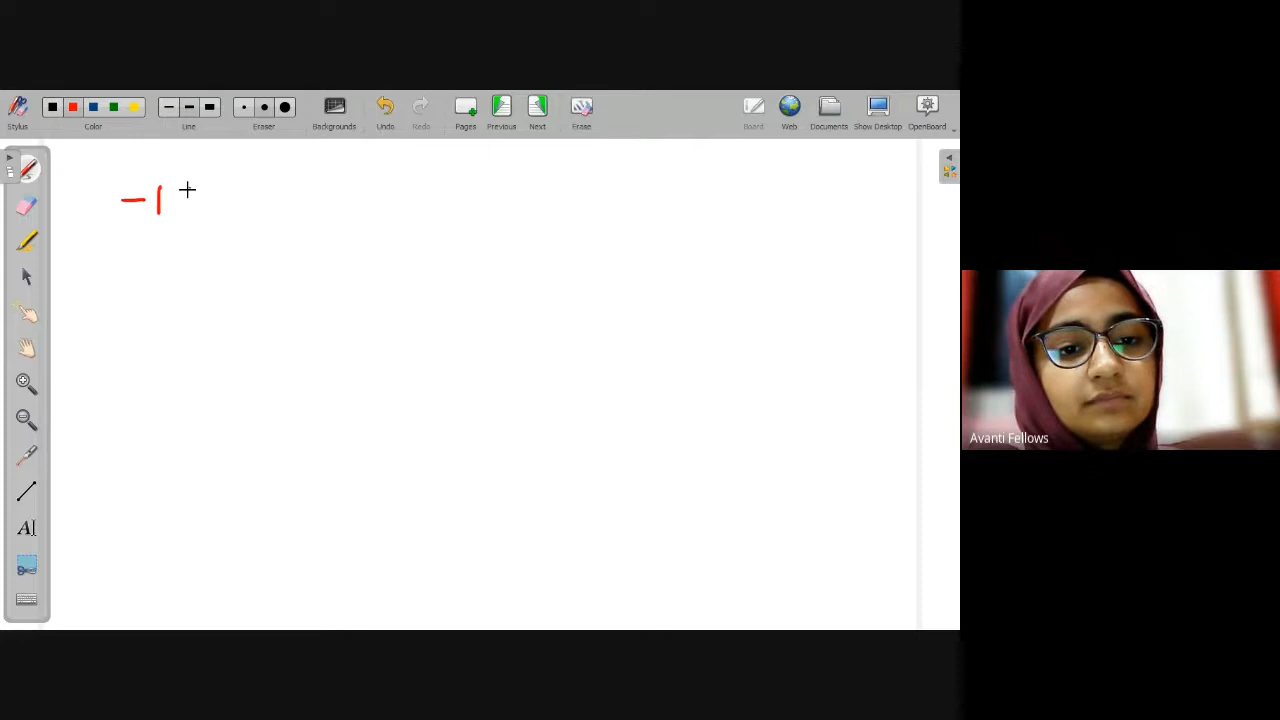 Stylus Color Line Eraser Backgrounds Undo Redo Pages Previous Next Erase Board Web Documents Show Desktop OpenBoard
-1
A
Avanti Fellows